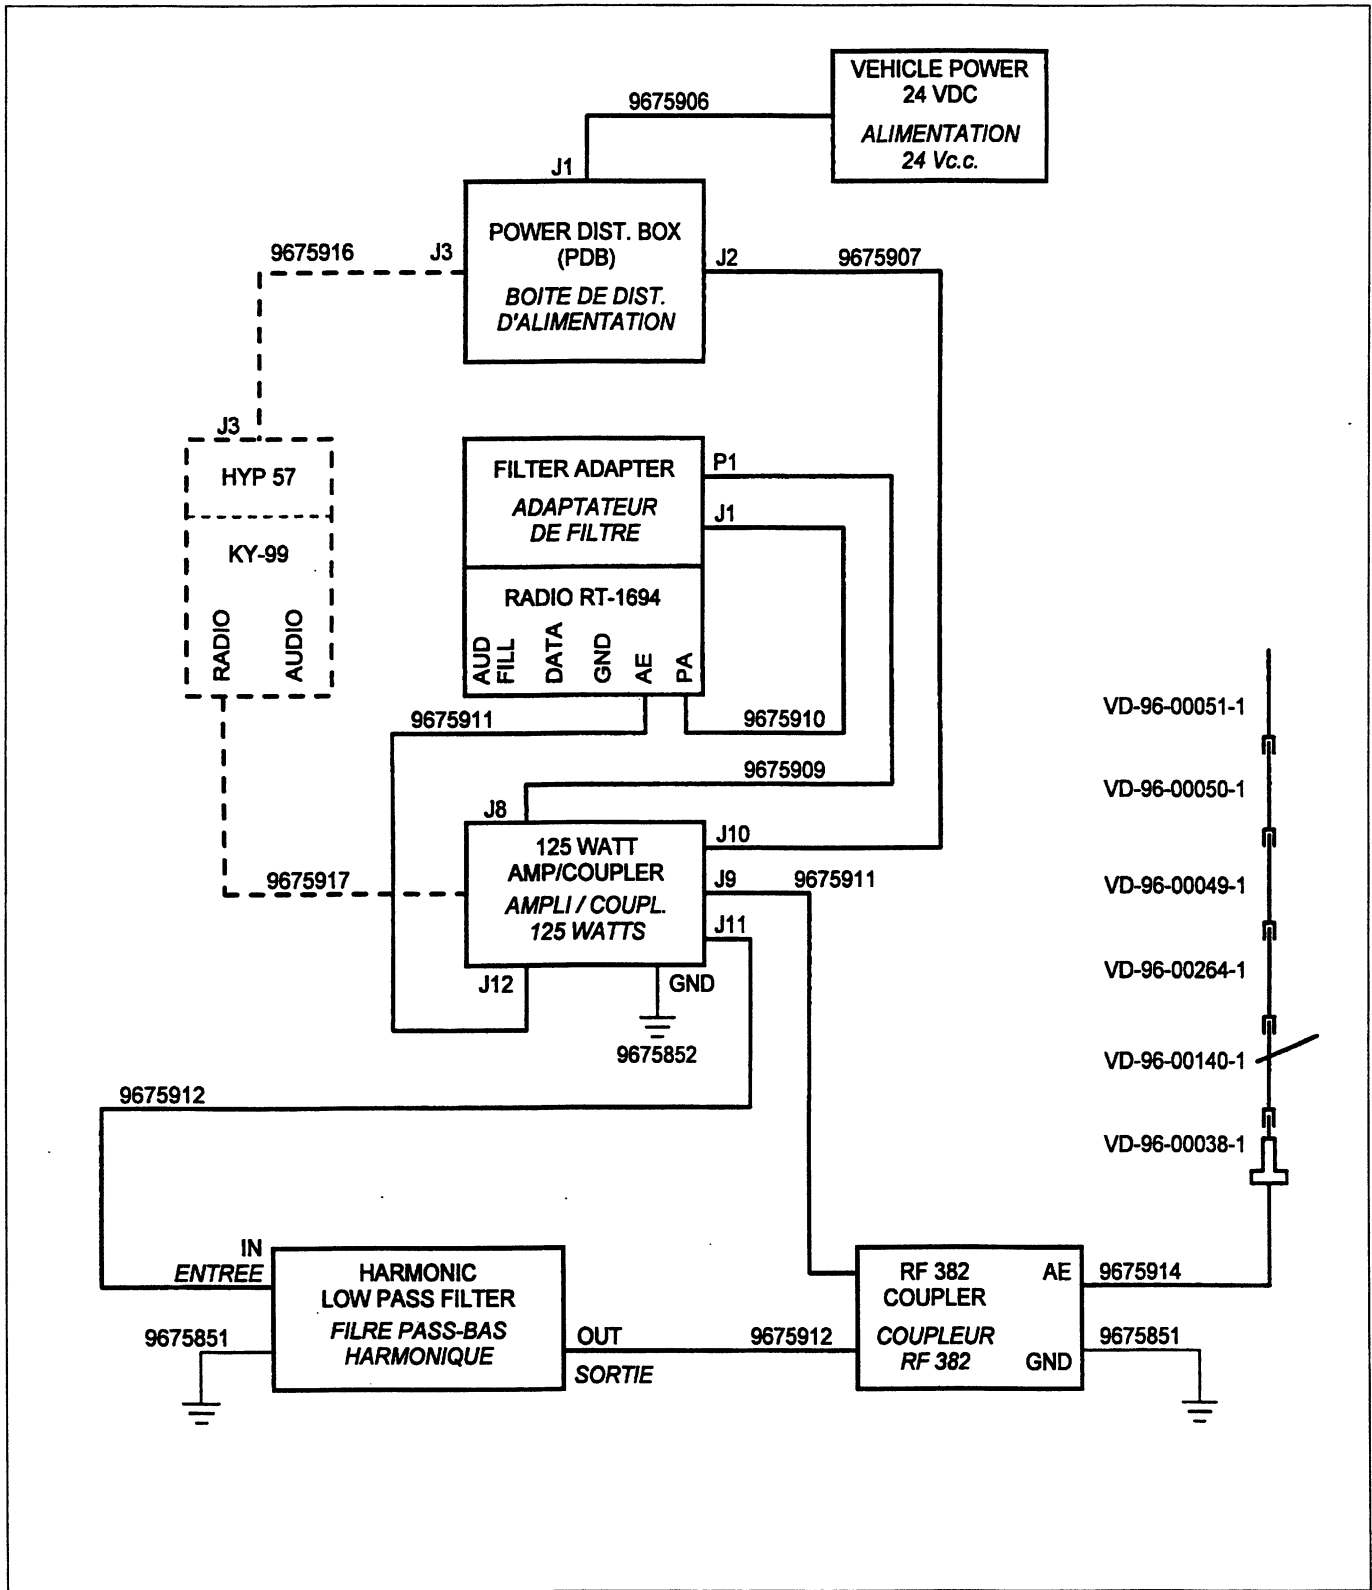 VEHICLE POWER
24 VDC
ALIMENTATION
24 Vc.c.
9675906
J1
POWER DIST. BOX
(PDB)
BOITE DE DIST.
D'ALIMENTATION
J3
9675916
J2
9675907
J3
HYP 57
KY-99
RADIO
AUDIO
FILTER ADAPTER
ADAPTATEUR
DE FILTRE
P1
J1
RADIO RT-1694
AUD
FILL
DATA
GND
AE
PA
9675911
9675910
9675909
J8
125 WATT
AMP/COUPLER
AMPLI / COUPL.
125 WATTS
J10
J9
9675911
J11
9675917
J12
GND
9675852
9675912
VD-96-00051-1
VD-96-00050-1
VD-96-00049-1
VD-96-00264-1
VD-96-00140-1
VD-96-00038-1
IN
ENTREE
HARMONIC
LOW PASS FILTER
FILRE PASS-BAS
HARMONIQUE
9675851
OUT
SORTIE
9675912
RF 382
COUPLER
COUPLEUR
RF 382
AE
GND
9675914
9675851